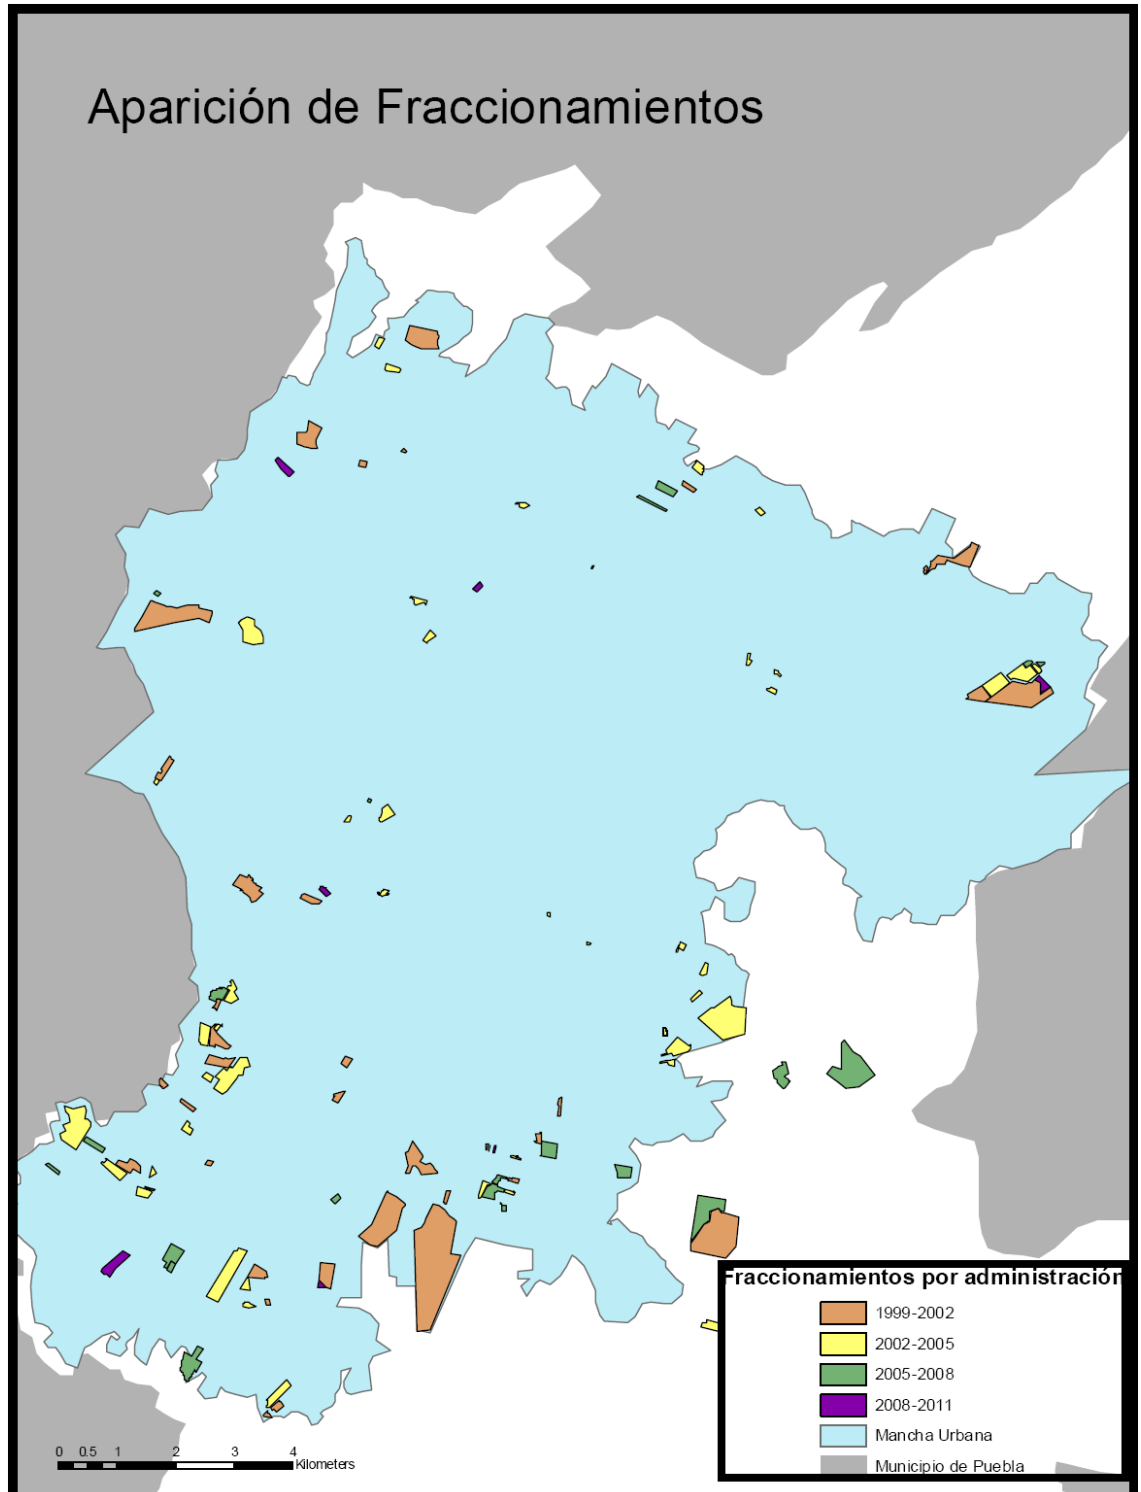 Aparición de Fraccionamientos
Fraccionamientos por administración
1999-2002
2002-2005
2005-2008
2008-2011
Mancha Urbana
Municipio de Puebla
0 0.5 1 2 3 4
Kilometers